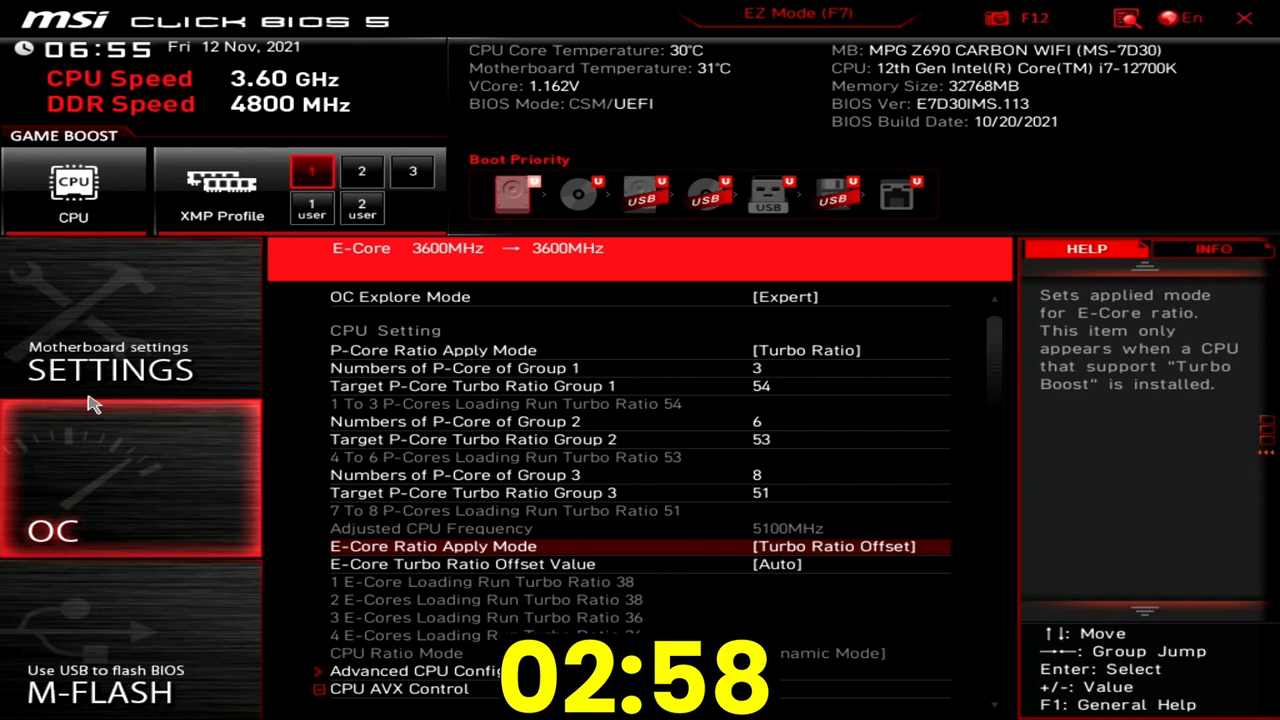 msi CLICK BIOS 5
EZ Mode (F7)
F12
En
06:55 Fri 12 Nov, 2021
CPU Speed 3.60 GHz
DDR Speed 4800 MHz
CPU Core Temperature: 30°C
Motherboard Temperature: 31°C
VCore: 1.162V
BIOS Mode: CSM/UEFI
MB: MPG Z690 CARBON WIFI (MS-7D30)
CPU: 12th Gen Intel(R) Core(TM) i7-12700K
Memory Size: 32768MB
BIOS Ver: E7D30IMS.113
BIOS Build Date: 10/20/2021
GAME BOOST
CPU
CPU
XMP Profile
1 2 3
1 user 2 user
Boot Priority
U U U U U U U
USB USB USB USB
Motherboard settings
SETTINGS
OC
Use USB to flash BIOS
M-FLASH
E-Core 3600MHz → 3600MHz
OC Explore Mode [Expert]
CPU Setting
P-Core Ratio Apply Mode [Turbo Ratio]
Numbers of P-Core of Group 1 3
Target P-Core Turbo Ratio Group 1 54
1 To 3 P-Cores Loading Run Turbo Ratio 54
Numbers of P-Core of Group 2 6
Target P-Core Turbo Ratio Group 2 53
4 To 6 P-Cores Loading Run Turbo Ratio 53
Numbers of P-Core of Group 3 8
Target P-Core Turbo Ratio Group 3 51
7 To 8 P-Cores Loading Run Turbo Ratio 51
Adjusted CPU Frequency 5100MHz
E-Core Ratio Apply Mode [Turbo Ratio Offset]
E-Core Turbo Ratio Offset Value [Auto]
1 E-Core Loading Run Turbo Ratio 38
2 E-Cores Loading Run Turbo Ratio 38
3 E-Cores Loading Run Turbo Ratio 36
4 E-Cores Loading
CPU Ratio Mode namic Mode]
Advanced CPU Config
CPU AVX Control
02:58
HELP
INFO
Sets applied mode
for E-Core ratio.
This item only
appears when a CPU
that support "Turbo
Boost" is installed.
↑↓: Move
→←: Group Jump
Enter: Select
+/-: Value
F1: General Help